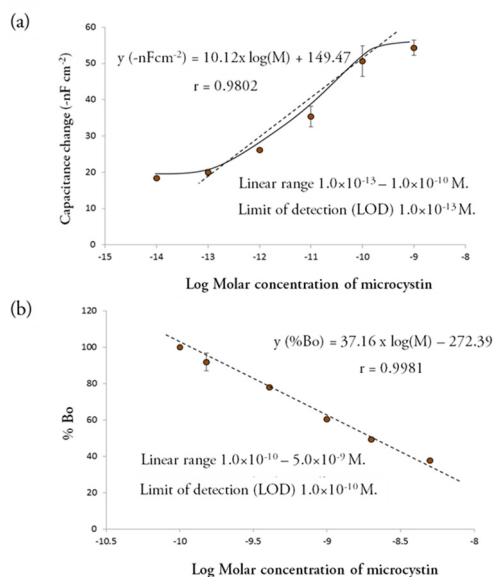 (a)
60
50
40
30
20
10
0
Capacitance change (-nF cm⁻²)
y (-nFcm⁻²) = 10.12x log(M) + 149.47
r = 0.9802
Linear range 1.0×10⁻¹³ – 1.0×10⁻¹⁰ M.
Limit of detection (LOD) 1.0×10⁻¹³ M.
-15 -14 -13 -12 -11 -10 -9 -8
Log Molar concentration of microcystin
(b)
120
100
80
60
40
20
0
% Bo
y (%Bo) = 37.16 x log(M) – 272.39
r = 0.9981
Linear range 1.0×10⁻¹⁰ – 5.0×10⁻⁹ M.
Limit of detection (LOD) 1.0×10⁻¹⁰ M.
-10.5 -10 -9.5 -9 -8.5 -8
Log Molar concentration of microcystin